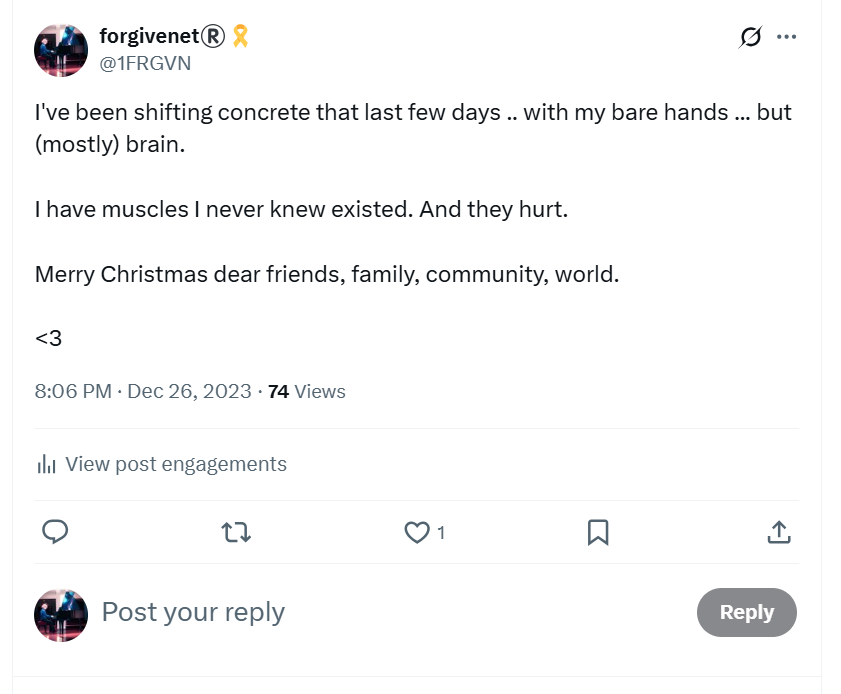 forgivenet®🎗
@1FRGVN
I've been shifting concrete that last few days .. with my bare hands ... but
(mostly) brain.
I have muscles I never knew existed. And they hurt.
Merry Christmas dear friends, family, community, world.
<3
8:06 PM · Dec 26, 2023 · 74 Views
View post engagements
1
Post your reply
Reply